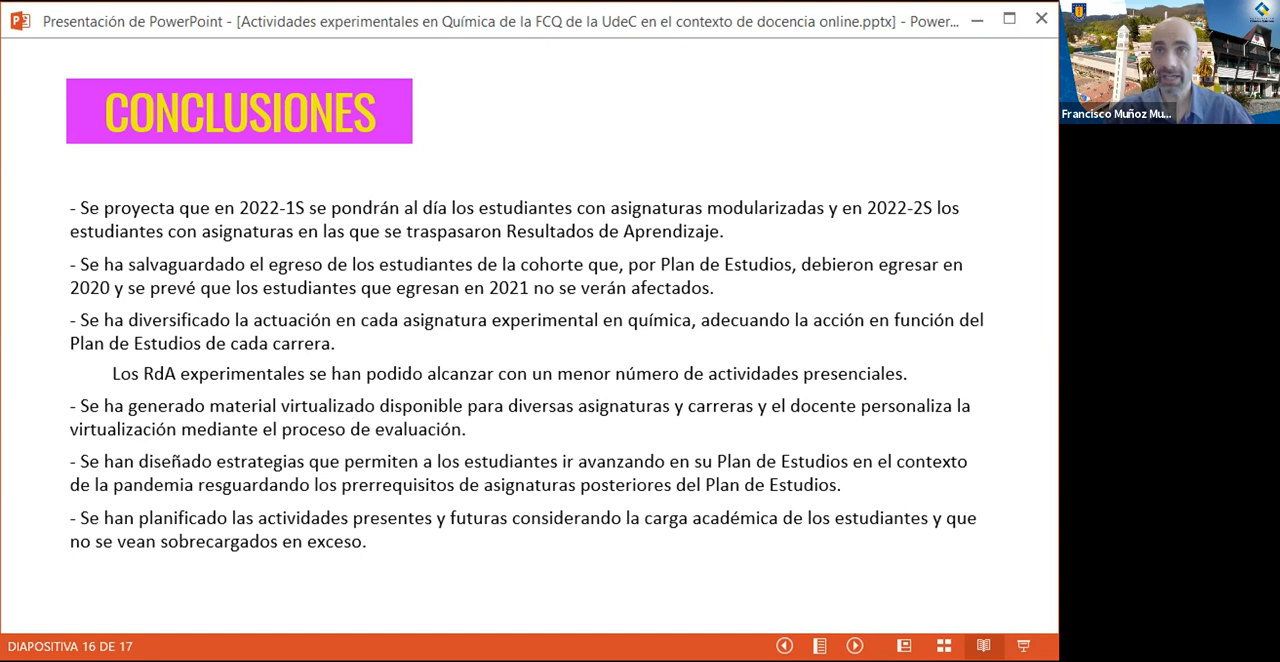 Presentación de PowerPoint - [Actividades experimentales en Química de la FCQ de la UdeC en el contexto de docencia online.pptx] - Power...
Francisco Muñoz Mu...
CONCLUSIONES
- Se proyecta que en 2022-1S se pondrán al día los estudiantes con asignaturas modularizadas y en 2022-2S los
estudiantes con asignaturas en las que se traspasaron Resultados de Aprendizaje.
- Se ha salvaguardado el egreso de los estudiantes de la cohorte que, por Plan de Estudios, debieron egresar en
2020 y se prevé que los estudiantes que egresan en 2021 no se verán afectados.
- Se ha diversificado la actuación en cada asignatura experimental en química, adecuando la acción en función del
Plan de Estudios de cada carrera.
Los RdA experimentales se han podido alcanzar con un menor número de actividades presenciales.
- Se ha generado material virtualizado disponible para diversas asignaturas y carreras y el docente personaliza la
virtualización mediante el proceso de evaluación.
- Se han diseñado estrategias que permiten a los estudiantes ir avanzando en su Plan de Estudios en el contexto
de la pandemia resguardando los prerrequisitos de asignaturas posteriores del Plan de Estudios.
- Se han planificado las actividades presentes y futuras considerando la carga académica de los estudiantes y que
no se vean sobrecargados en exceso.
DIAPOSITIVA 16 DE 17